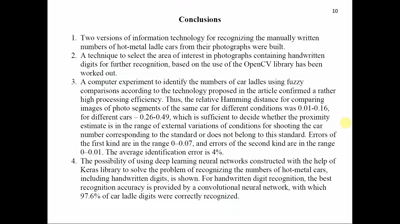 10
Conclusions
1. Two versions of information technology for recognizing the manually written
numbers of hot-metal ladle cars from their photographs were built.
2. A technique to select the area of interest in photographs containing handwritten
digits for further recognition, based on the use of the OpenCV library has been
worked out.
3. A computer experiment to identify the numbers of car ladles using fuzzy
comparisons according to the technology proposed in the article confirmed a rather
high processing efficiency. Thus, the relative Hamming distance for comparing
images of photo segments of the same car for different conditions was 0.01-0.16,
for different cars – 0.26-0.49, which is sufficient to decide whether the proximity
estimate is in the range of external variations of conditions for shooting the car
number corresponding to the standard or does not belong to this standard. Errors
of the first kind are in the range 0–0.07, and errors of the second kind are in the range
0–0.01. The average identification error is 4%.
4. The possibility of using deep learning neural networks constructed with the help of
Keras library to solve the problem of recognizing the numbers of hot-metal cars,
including handwritten digits, is shown. For handwritten digit recognition, the best
recognition accuracy is provided by a convolutional neural network, with which
97.6% of car ladle digits were correctly recognized.